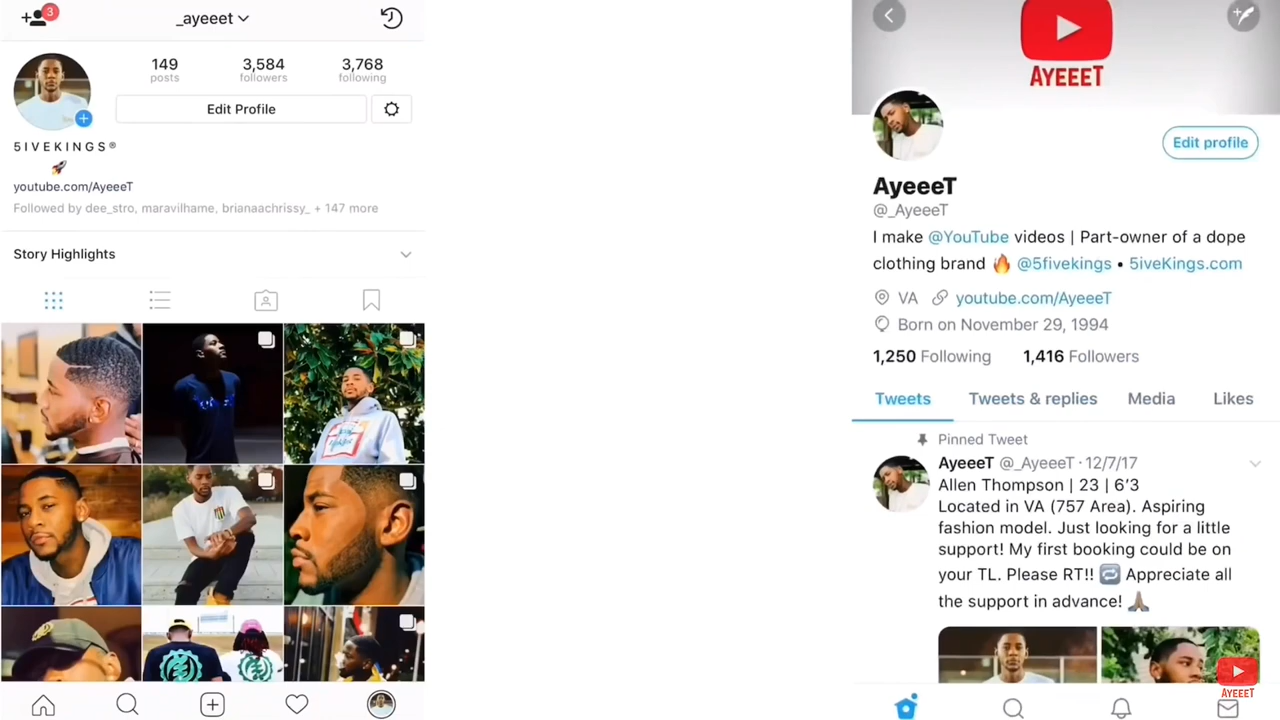 3
_ayeeet
149
3,584
3,768
posts
followers
following
Edit Profile
5IVEKINGS®
youtube.com/AyeeeT
Followed by dee_stro, maravilhame, brianaachrissy_ + 147 more
Story Highlights
AYEEET
Edit profile
AyeeeT
@_AyeeeT
I make @YouTube videos | Part-owner of a dope
clothing brand 🔥 @5fivekings • 5iveKings.com
VA youtube.com/AyeeeT
Born on November 29, 1994
1,250 Following 1,416 Followers
Tweets Tweets & replies Media Likes
Pinned Tweet
AyeeeT @_AyeeeT · 12/7/17
Allen Thompson | 23 | 6'3
Located in VA (757 Area). Aspiring
fashion model. Just looking for a little
support! My first booking could be on
your TL. Please RT!! 🔁 Appreciate all
the support in advance! 🙏🏽
AYEEET